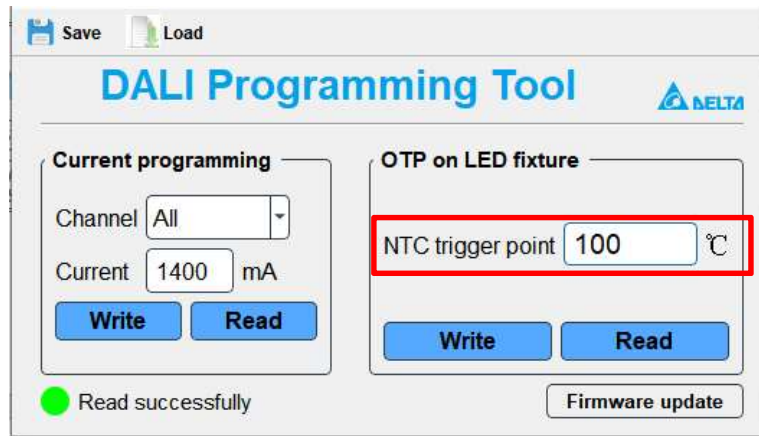 Save Load
DALI Programming Tool
DELTA
Current programming
Channel All
Current 1400 mA
Write Read
OTP on LED fixture
NTC trigger point 100 ℃
Write Read
Read successfully
Firmware update